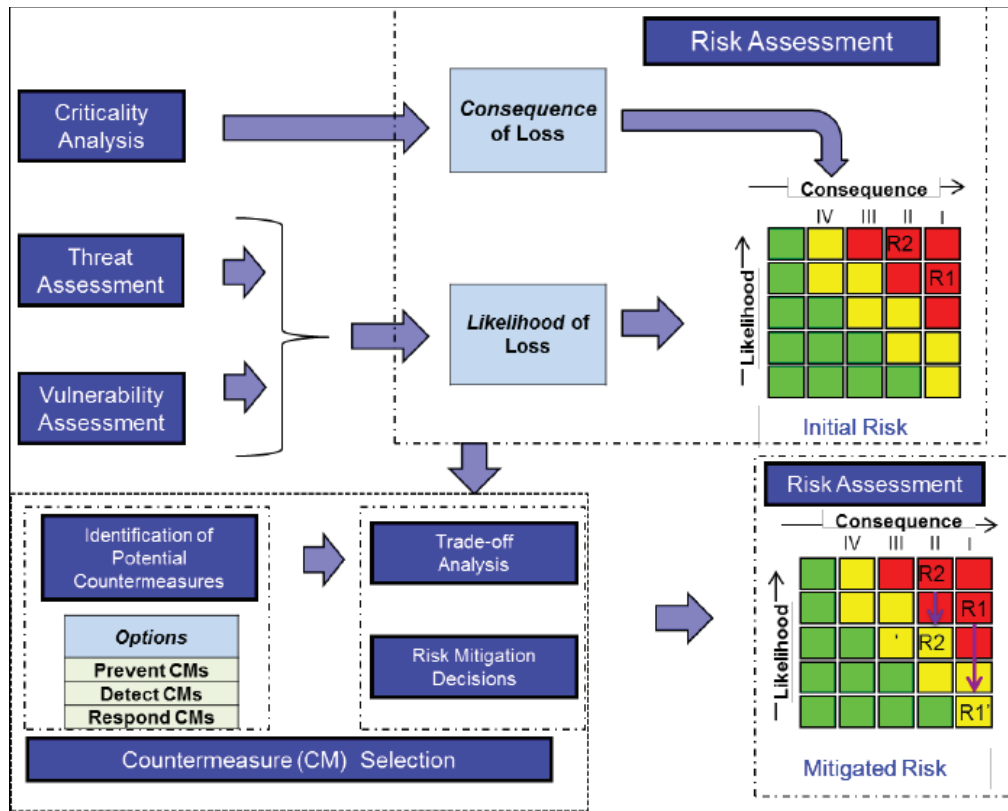 Risk Assessment
Criticality
Analysis
Consequence
of Loss
Consequence
IV III II I
Threat
Assessment
R2
R1
Likelihood
Likelihood of
Loss
Vulnerability
Assessment
Initial Risk
Identification of
Potential
Countermeasures
Options
Prevent CMs
Detect CMs
Respond CMs
Trade-off
Analysis
Risk Mitigation
Decisions
Countermeasure (CM) Selection
Risk Assessment
Consequence
IV III II I
R2
R1
Likelihood
' R2
R1'
Mitigated Risk